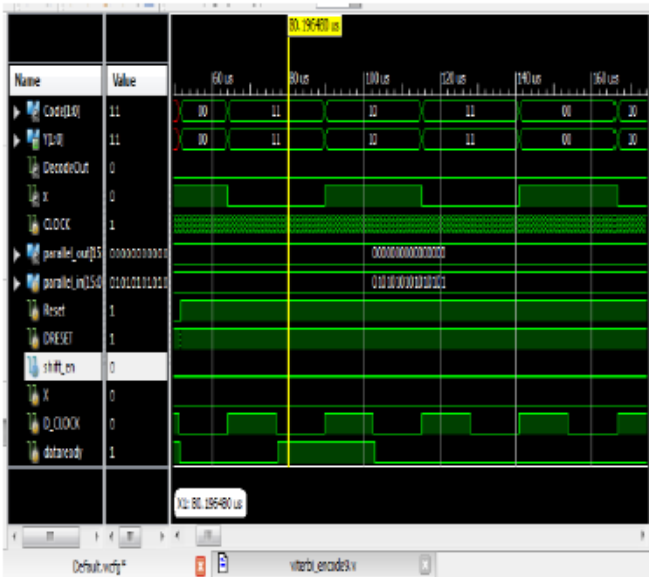 80.196480 us
Name Value 60 us 80 us 100 us 120 us 140 us 160 us
Code[1:0] 11 00 11 10 11 00 10
Y[1:0] 11 00 11 10 11 00 10
DecodeOut 0
x 0
CLOCK 1
parallel_out[15 00000000000 0000000000000000
parallel_in[15:0 01010101010 0101010101010101
Reset 1
DRESET 1
shift_en 0
X 0
D_CLOCK 0
dataready 1
X1: 80.196480 us
Default.wcfg* viterbi_encode9.v